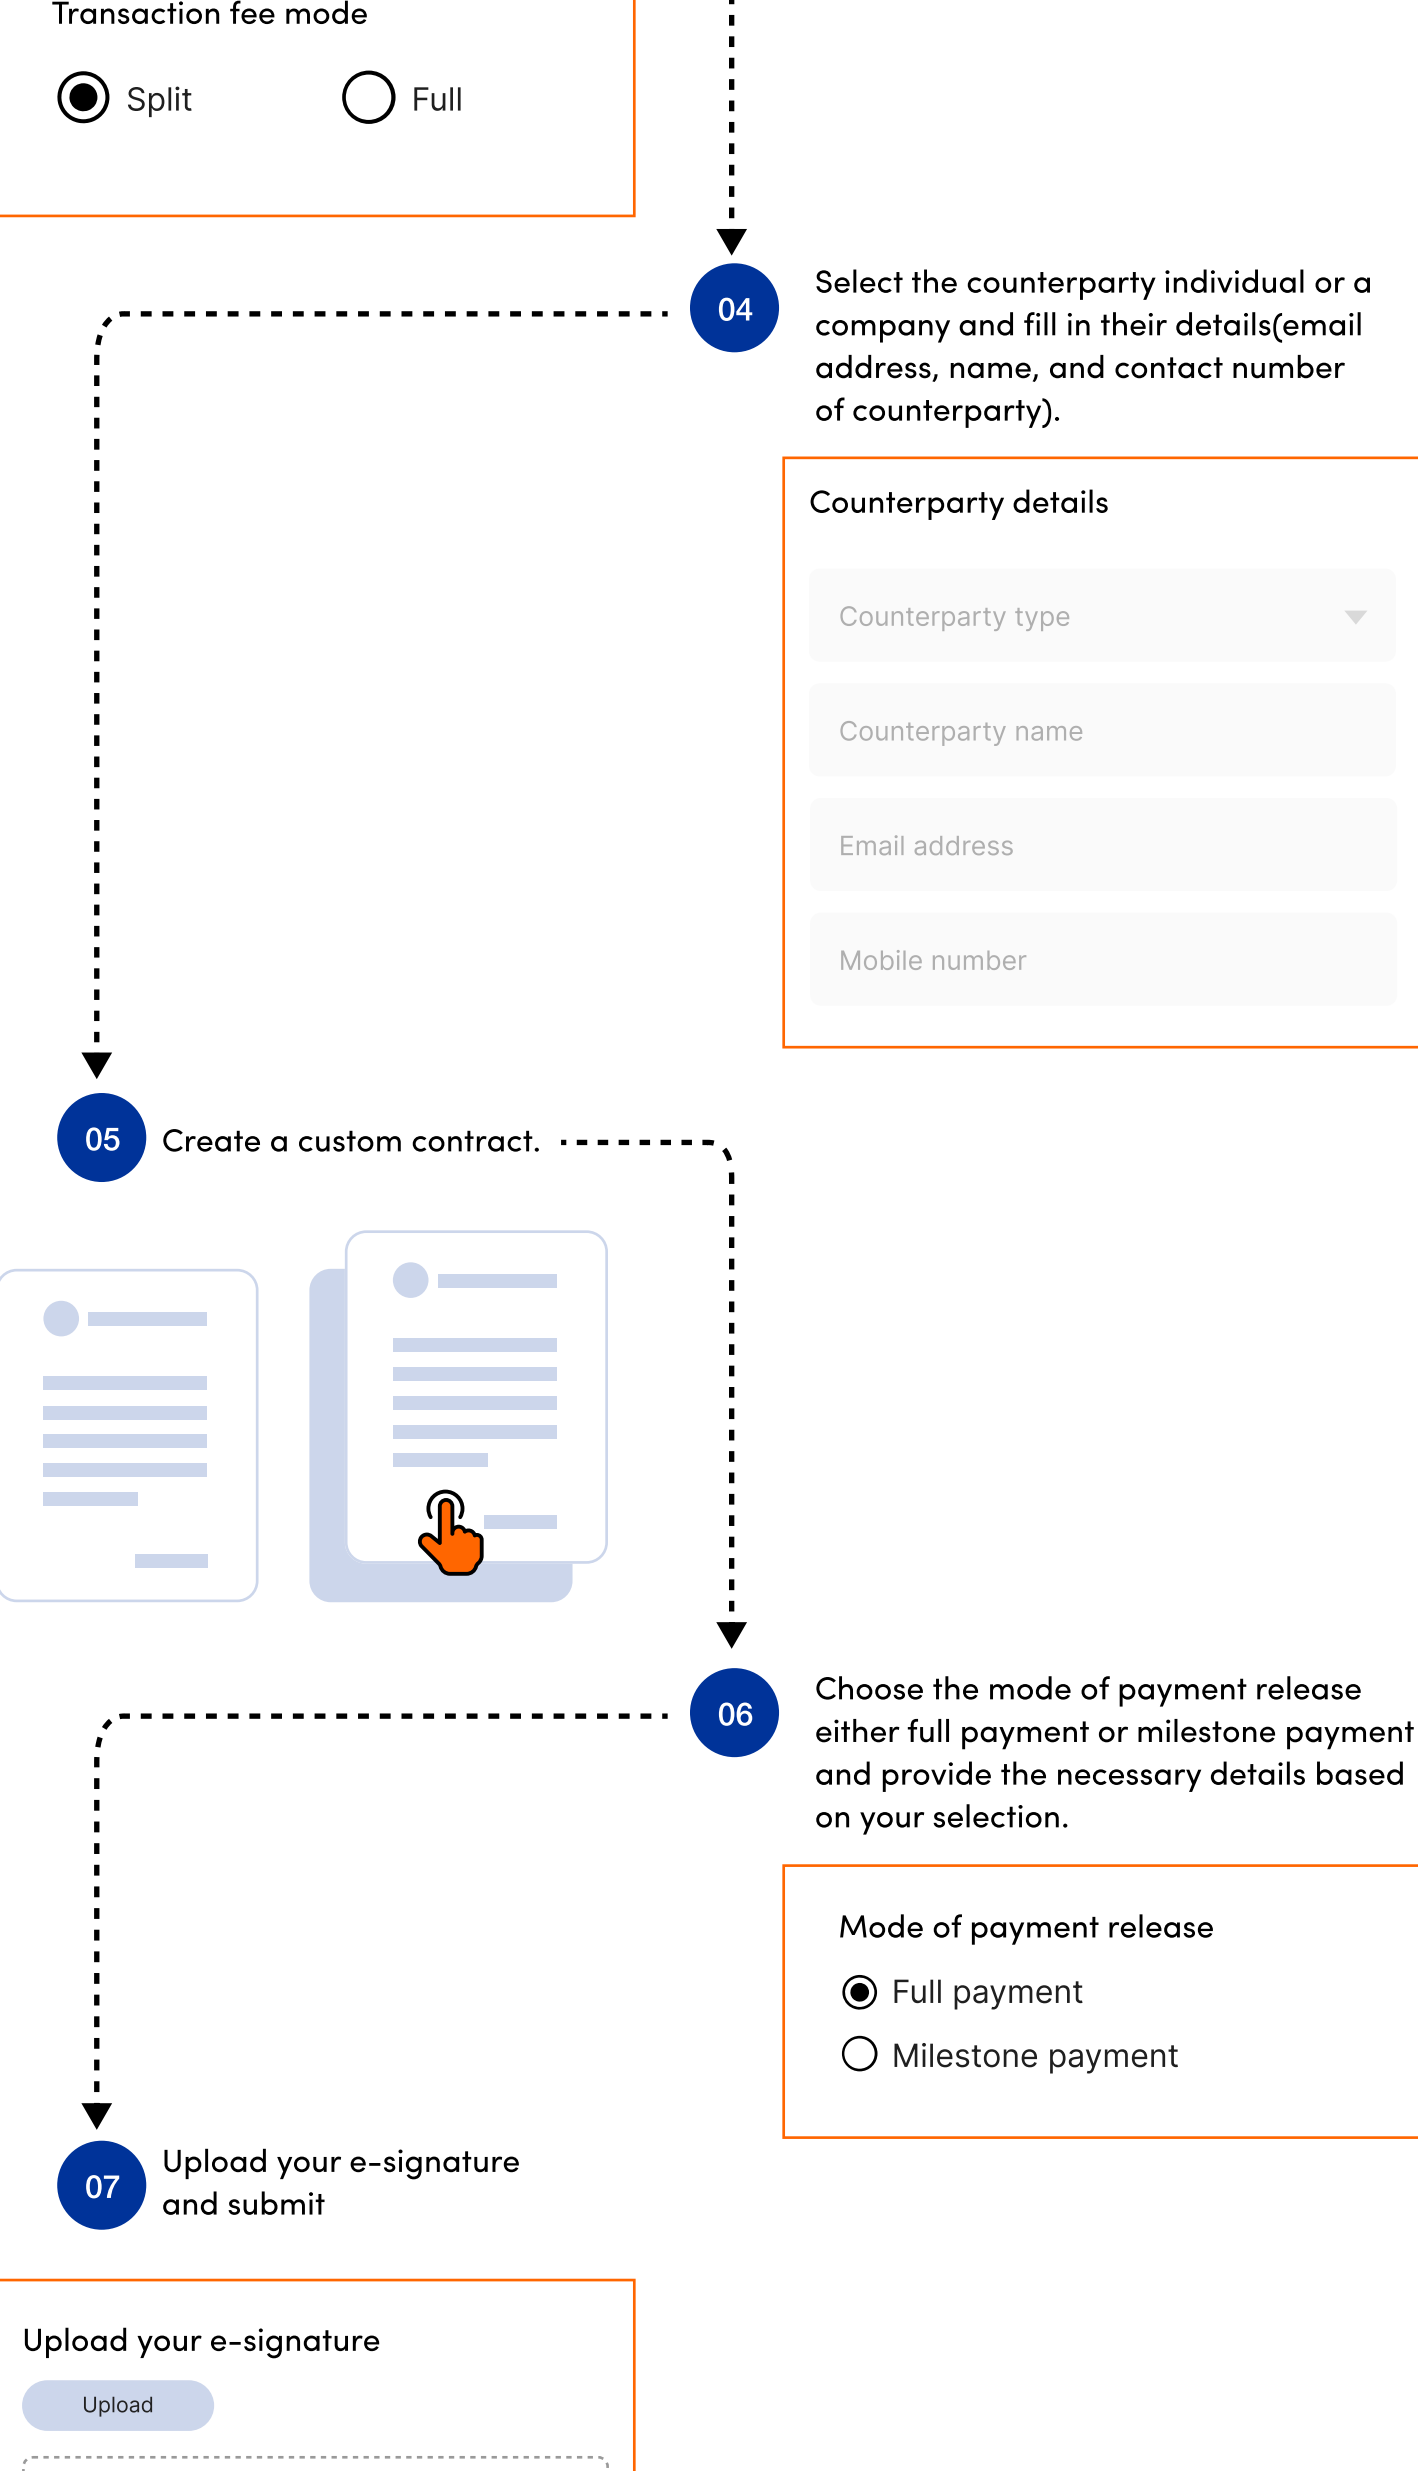 Transaction fee mode
Split
Full
04
Select the counterparty individual or a
company and fill in their details(email
address, name, and contact number
of counterparty).
Counterparty details
Counterparty type
Counterparty name
Email address
Mobile number
05
Create a custom contract.
06
Choose the mode of payment release
either full payment or milestone payment
and provide the necessary details based
on your selection.
Mode of payment release
Full payment
Milestone payment
07
Upload your e-signature
and submit
Upload your e-signature
Upload